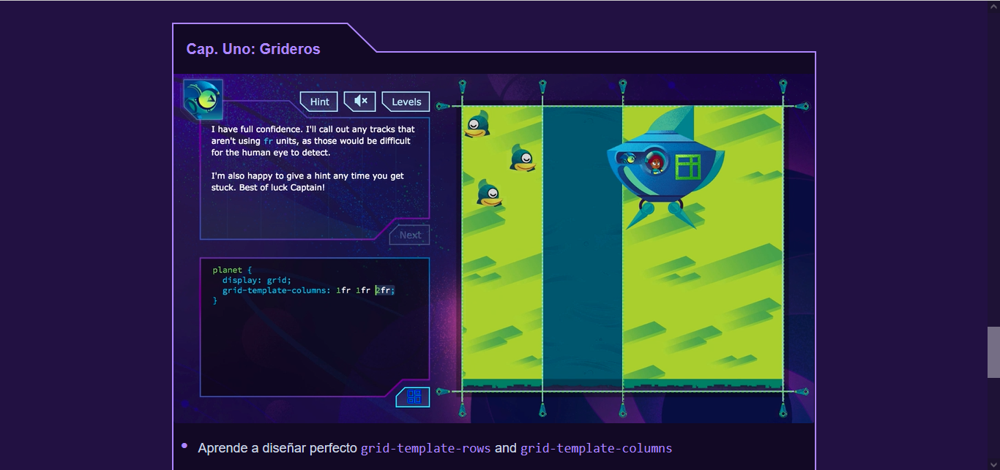 Cap. Uno: Grideros
Hint
Levels
I have full confidence. I'll call out any tracks that
aren't using fr units, as those would be difficult
for the human eye to detect.
I'm also happy to give a hint any time you get
stuck. Best of luck Captain!
Next
planet {
display: grid;
grid-template-columns: 1fr 1fr 2fr;
}
Aprende a diseñar perfecto grid-template-rows and grid-template-columns